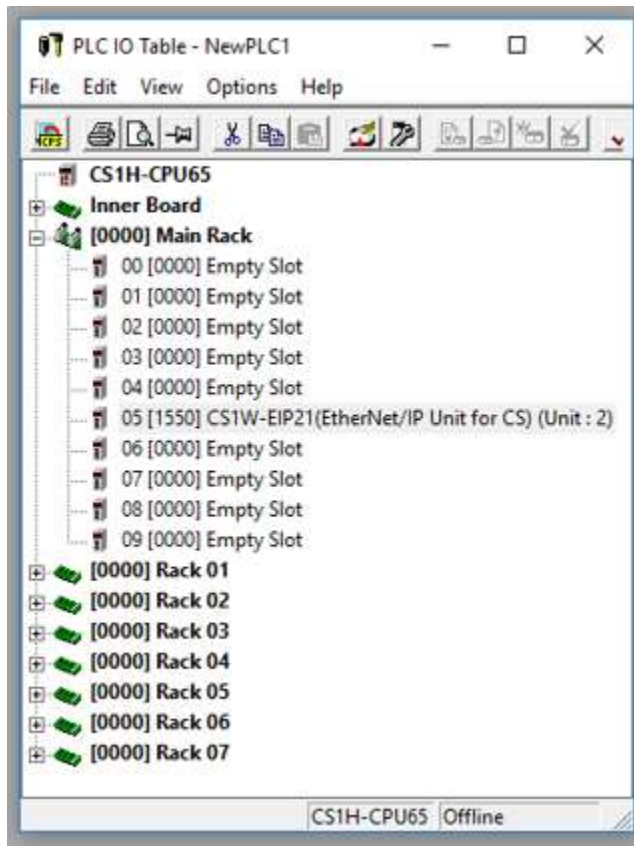 PLC IO Table - NewPLC1
File Edit View Options Help
CS1H-CPU65
Inner Board
[0000] Main Rack
00 [0000] Empty Slot
01 [0000] Empty Slot
02 [0000] Empty Slot
03 [0000] Empty Slot
04 [0000] Empty Slot
05 [1550] CS1W-EIP21(EtherNet/IP Unit for CS) (Unit : 2)
06 [0000] Empty Slot
07 [0000] Empty Slot
08 [0000] Empty Slot
09 [0000] Empty Slot
[0000] Rack 01
[0000] Rack 02
[0000] Rack 03
[0000] Rack 04
[0000] Rack 05
[0000] Rack 06
[0000] Rack 07
CS1H-CPU65 Offline